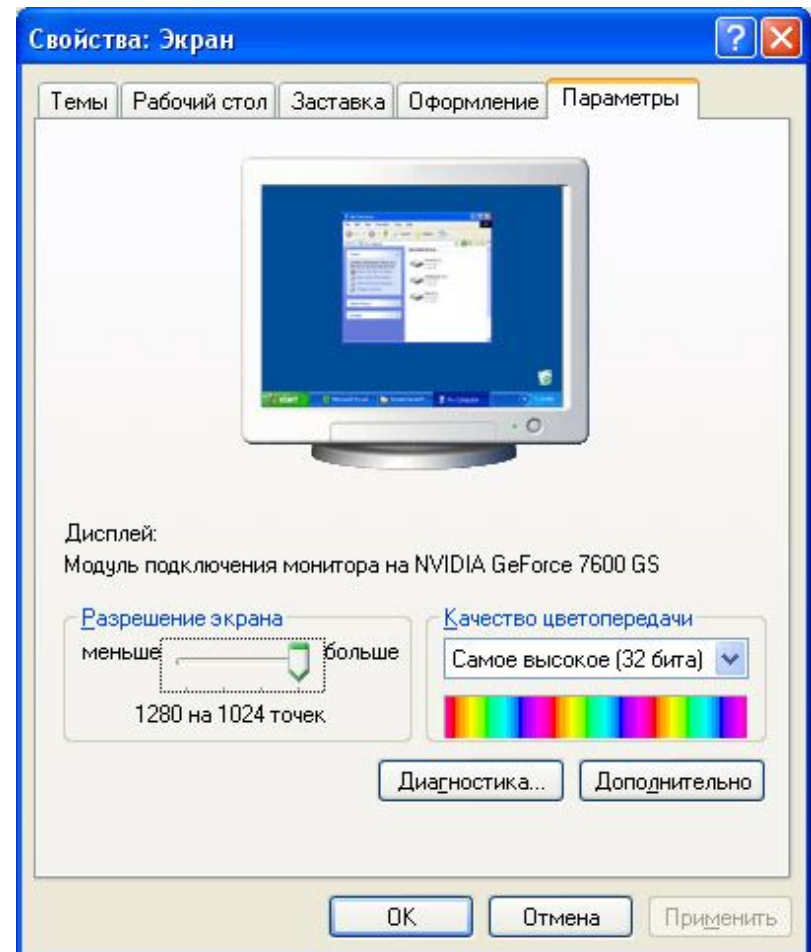 Свойства: Экран
Темы Рабочий стол Заставка Оформление Параметры
Дисплей:
Модуль подключения монитора на NVIDIA GeForce 7600 GS
Разрешение экрана
меньше больше
1280 на 1024 точек
Качество цветопередачи
Самое высокое (32 бита)
Диагностика... Дополнительно
OK Отмена Применить